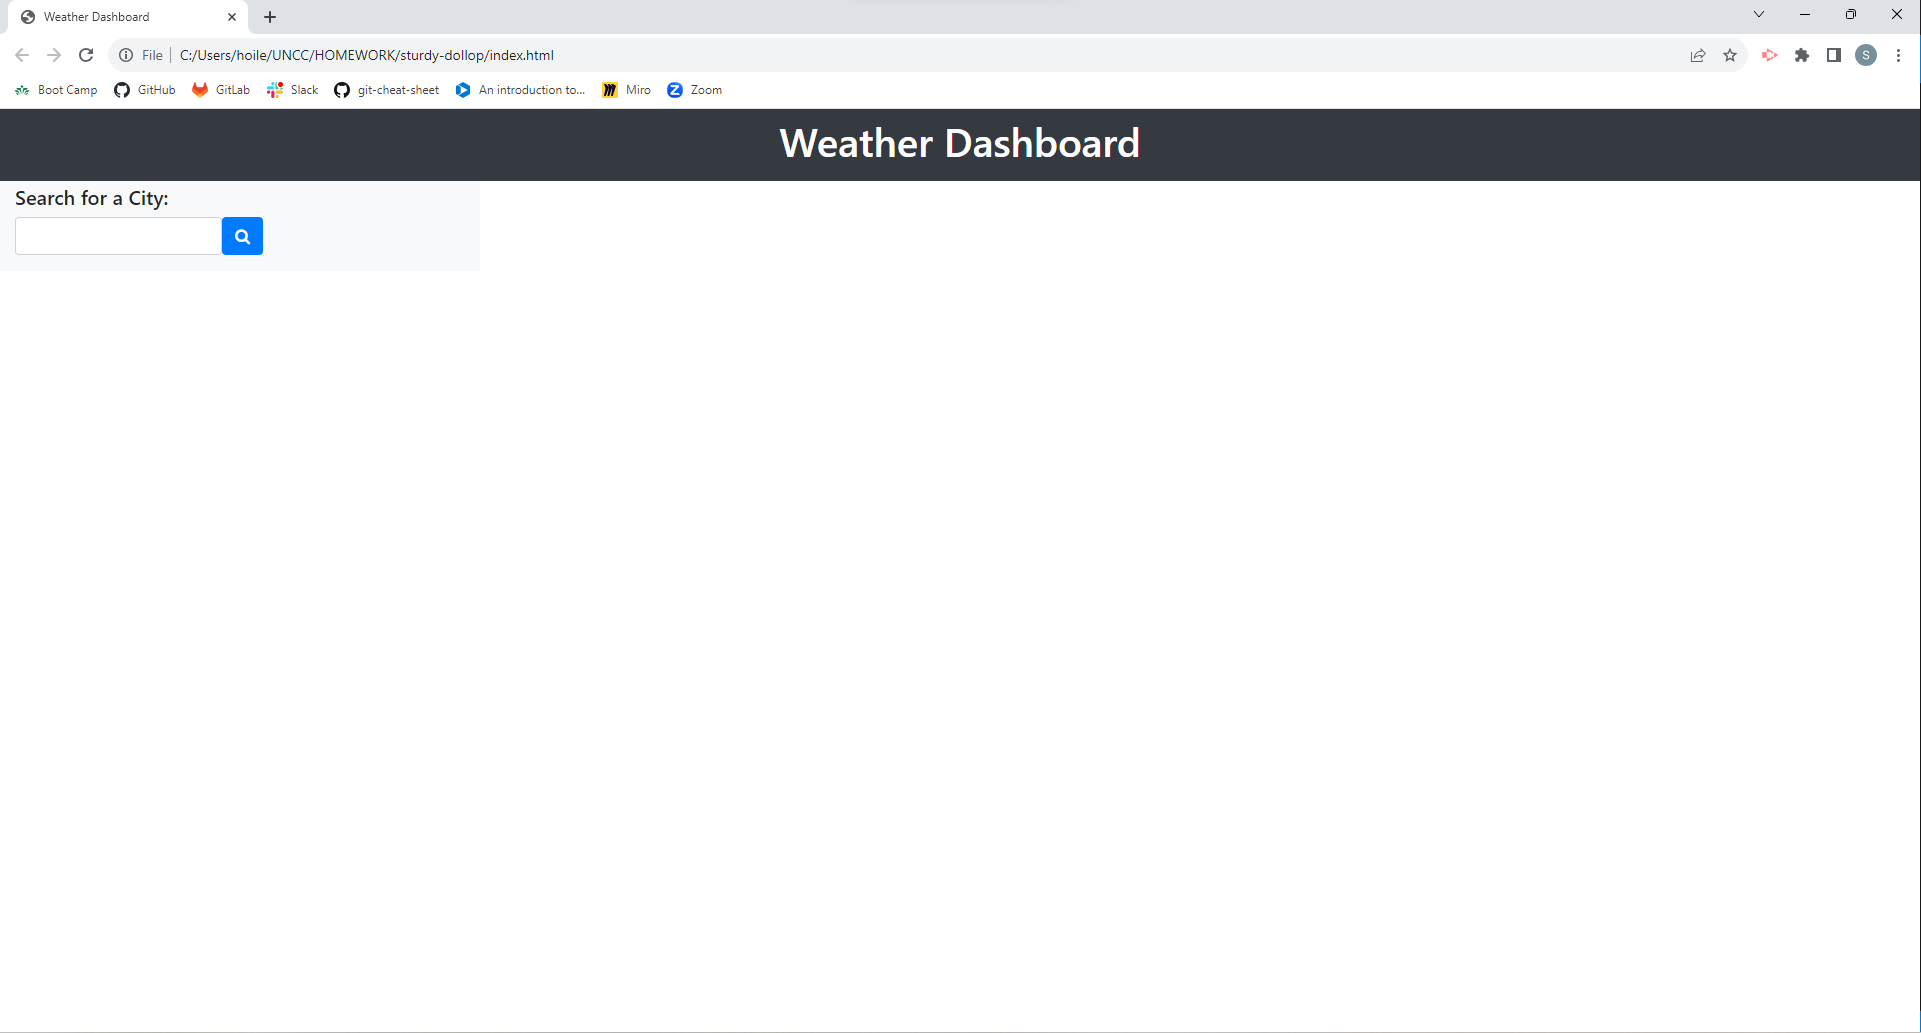 Weather Dashboard
File C:/Users/hoile/UNCC/HOMEWORK/sturdy-dollop/index.html S
Boot Camp GitHub GitLab Slack git-cheat-sheet An introduction to... Miro Zoom
Weather Dashboard
Search for a City: